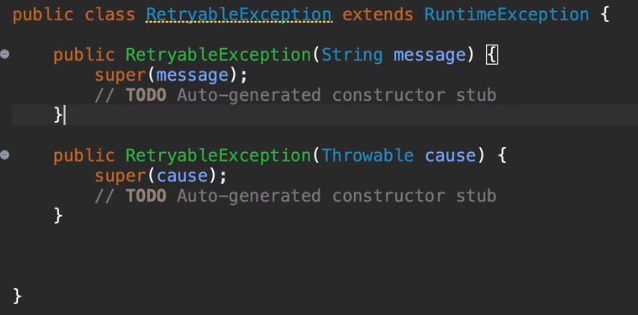 public class RetryableException extends RuntimeException {
public RetryableException(String message) {
super(message);
// TODO Auto-generated constructor stub
}
public RetryableException(Throwable cause) {
super(cause);
// TODO Auto-generated constructor stub
}
}